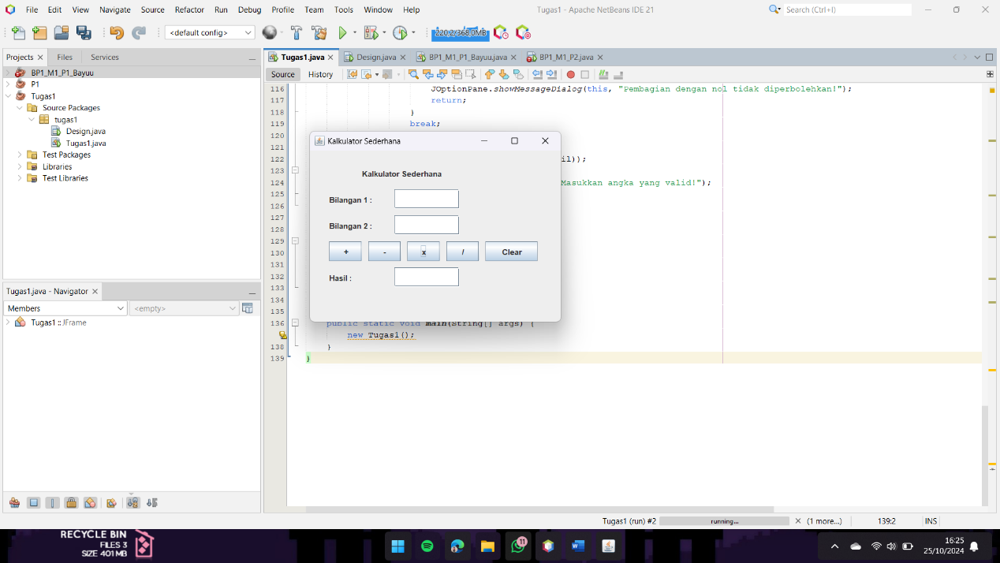 File Edit View Navigate Source Refactor Run Debug Profile Team Tools Window Help
Tugas1 - Apache NetBeans IDE 21
Search (Ctrl+I)
<default config>
220.2/368.0MB
Projects Files Services
BP1_M1_P1_Bayuu
P1
Tugas1
Source Packages
tugas1
Design.java
Tugas1.java
Test Packages
Libraries
Test Libraries
Tugas1.java - Navigator
Members
<empty>
Tugas1 :: JFrame
Tugas1.java Design.java BP1_M1_P1_Bayuu.java BP1_M1_P2.java
Source History
116 JOptionPane.showMessageDialog(this, "Pembagian dengan nol tidak diperbolehkan!");
117 return;
118 }
119 break;
120
121
122 il));
123
124 Masukkan angka yang valid!");
125
126
127
128
129
130
131
132
133
134
135
136 public static void main(String[] args) {
new Tugas1();
138 }
139 }
Kalkulator Sederhana
Kalkulator Sederhana
Bilangan 1 :
Bilangan 2 :
+ - x / Clear
Hasil :
Tugas1 (run) #2 running... (1 more...) 139:2 INS
RECYCLE BIN
FILES 3
SIZE 401 MB
11
16:25
25/10/2024